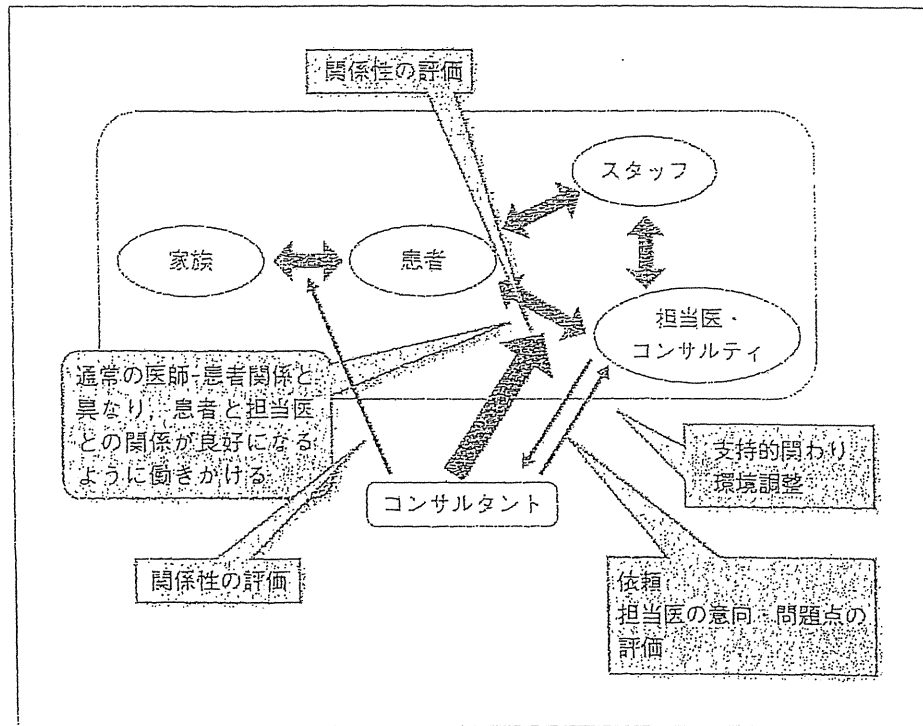 関係性の評価
スタッフ
家族
患者
担当医・
コンサルティ
通常の医師-患者関係と
異なり，患者と担当医
との関係が良好になる
ように働きかける
支持的関わり
環境調整
コンサルタント
関係性の評価
依頼
担当医の意向・問題点の
評価